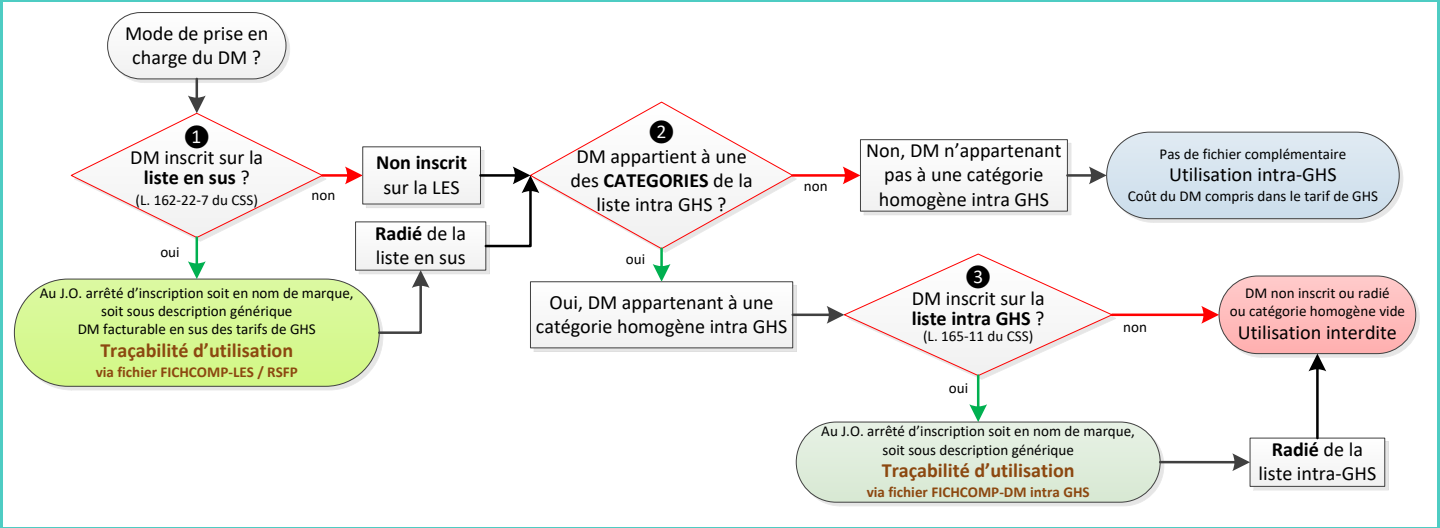 Mode de prise en
charge du DM ?
❶
DM inscrit sur la
liste en sus ?
(L. 162-22-7 du CSS)
non
oui
Non inscrit
sur la LES
Radié de la
liste en sus
Au J.O. arrêté d’inscription soit en nom de marque,
soit sous description générique
DM facturable en sus des tarifs de GHS
Traçabilité d’utilisation
via fichier FICHCOMP-LES / RSFP
❷
DM appartient à une
des CATEGORIES de la
liste intra GHS ?
non
oui
Non, DM n’appartenant
pas à une catégorie
homogène intra GHS
Pas de fichier complémentaire
Utilisation intra-GHS
Coût du DM compris dans le tarif de GHS
Oui, DM appartenant à une
catégorie homogène intra GHS
❸
DM inscrit sur la
liste intra GHS ?
(L. 165-11 du CSS)
non
oui
DM non inscrit ou radié
ou catégorie homogène vide
Utilisation interdite
Au J.O. arrêté d’inscription soit en nom de marque,
soit sous description générique
Traçabilité d’utilisation
via fichier FICHCOMP-DM intra GHS
Radié de la
liste intra-GHS